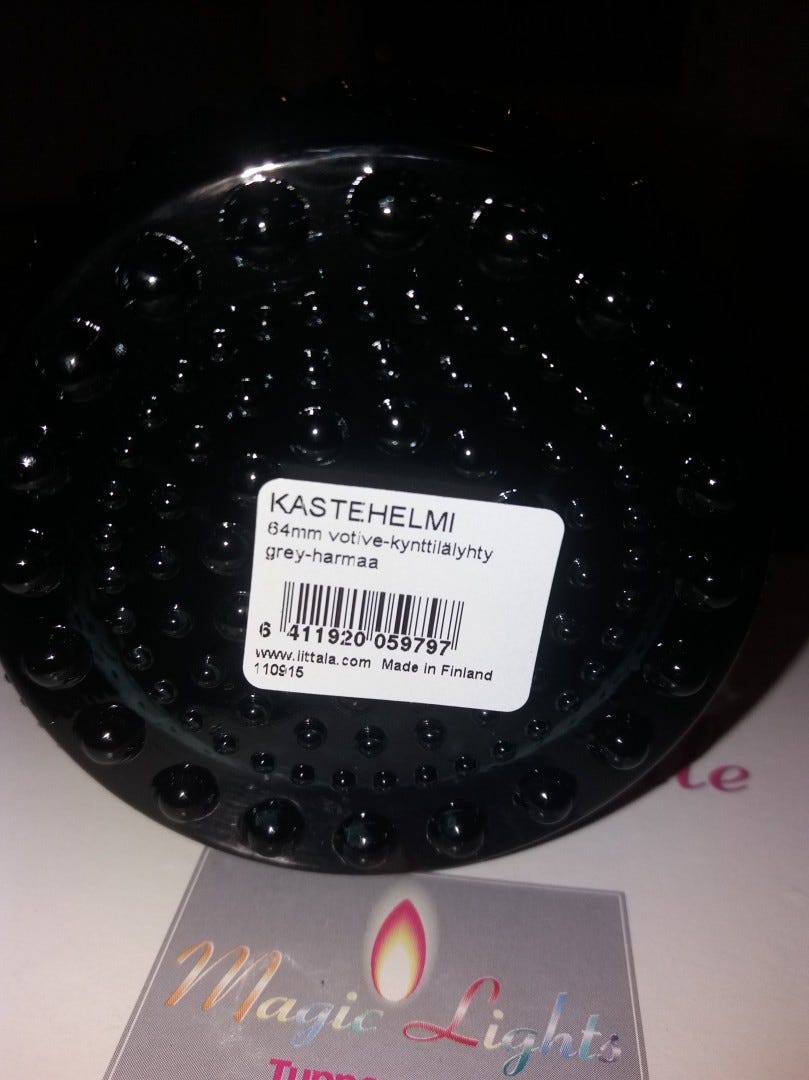 KASTEHELMI
64mm votive-kynttilälyhty
grey-harmaa
6 411920 059797
www.iittala.com Made in Finland
110915
Magic Lights